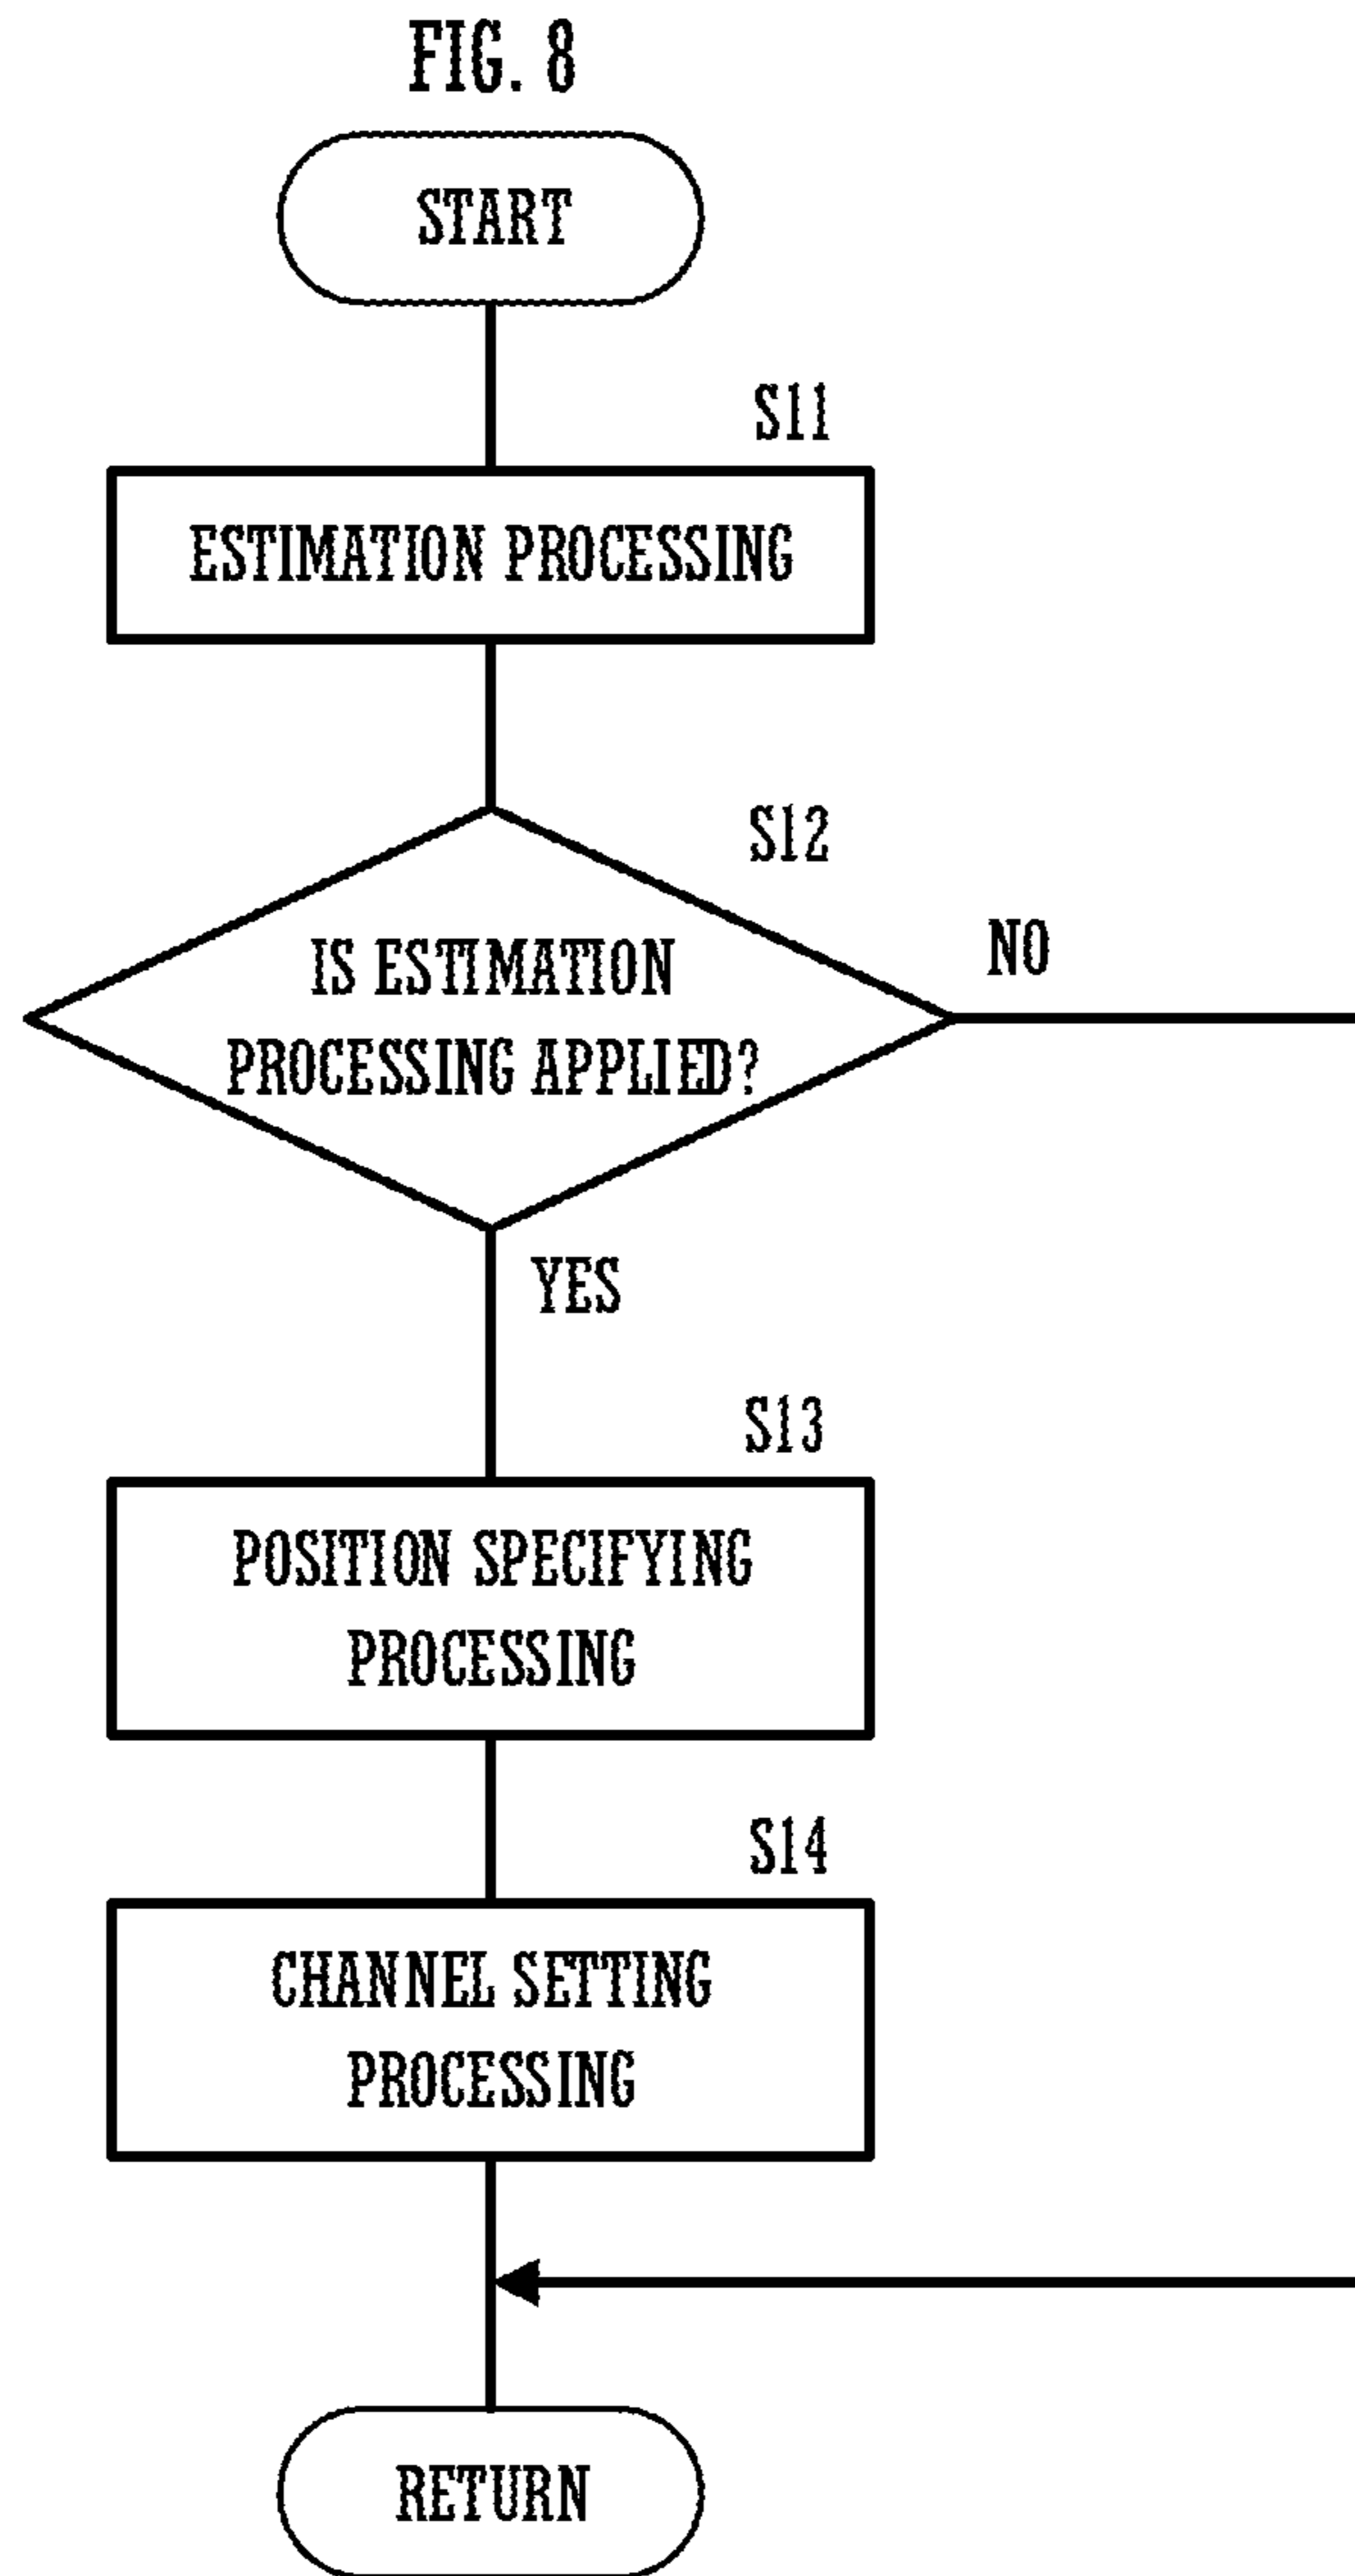 FIG. 8
START
S11
ESTIMATION PROCESSING
S12
IS ESTIMATION
PROCESSING APPLIED?
NO
YES
S13
POSITION SPECIFYING
PROCESSING
S14
CHANNEL SETTING
PROCESSING
RETURN